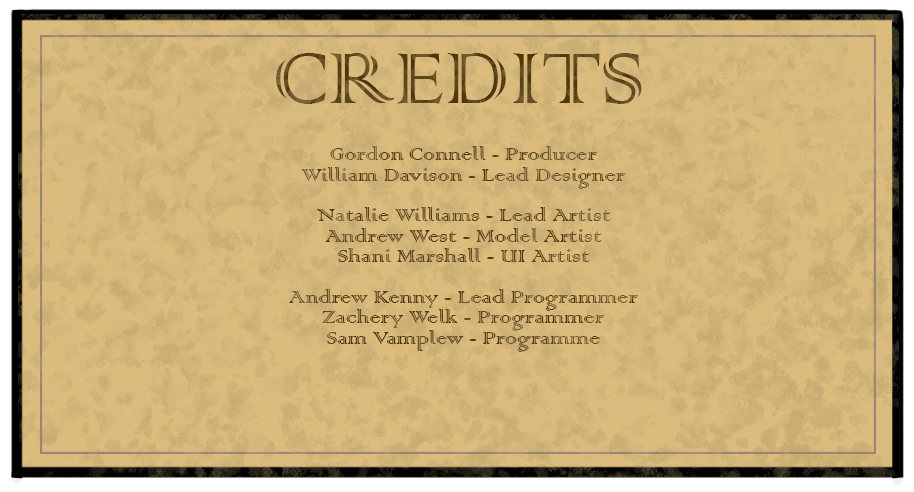 CREDITS
Gordon Connell - Producer
William Davison - Lead Designer
Natalie Williams - Lead Artist
Andrew West - Model Artist
Shani Marshall - UI Artist
Andrew Kenny - Lead Programmer
Zachery Welk - Programmer
Sam Vamplew - Programme